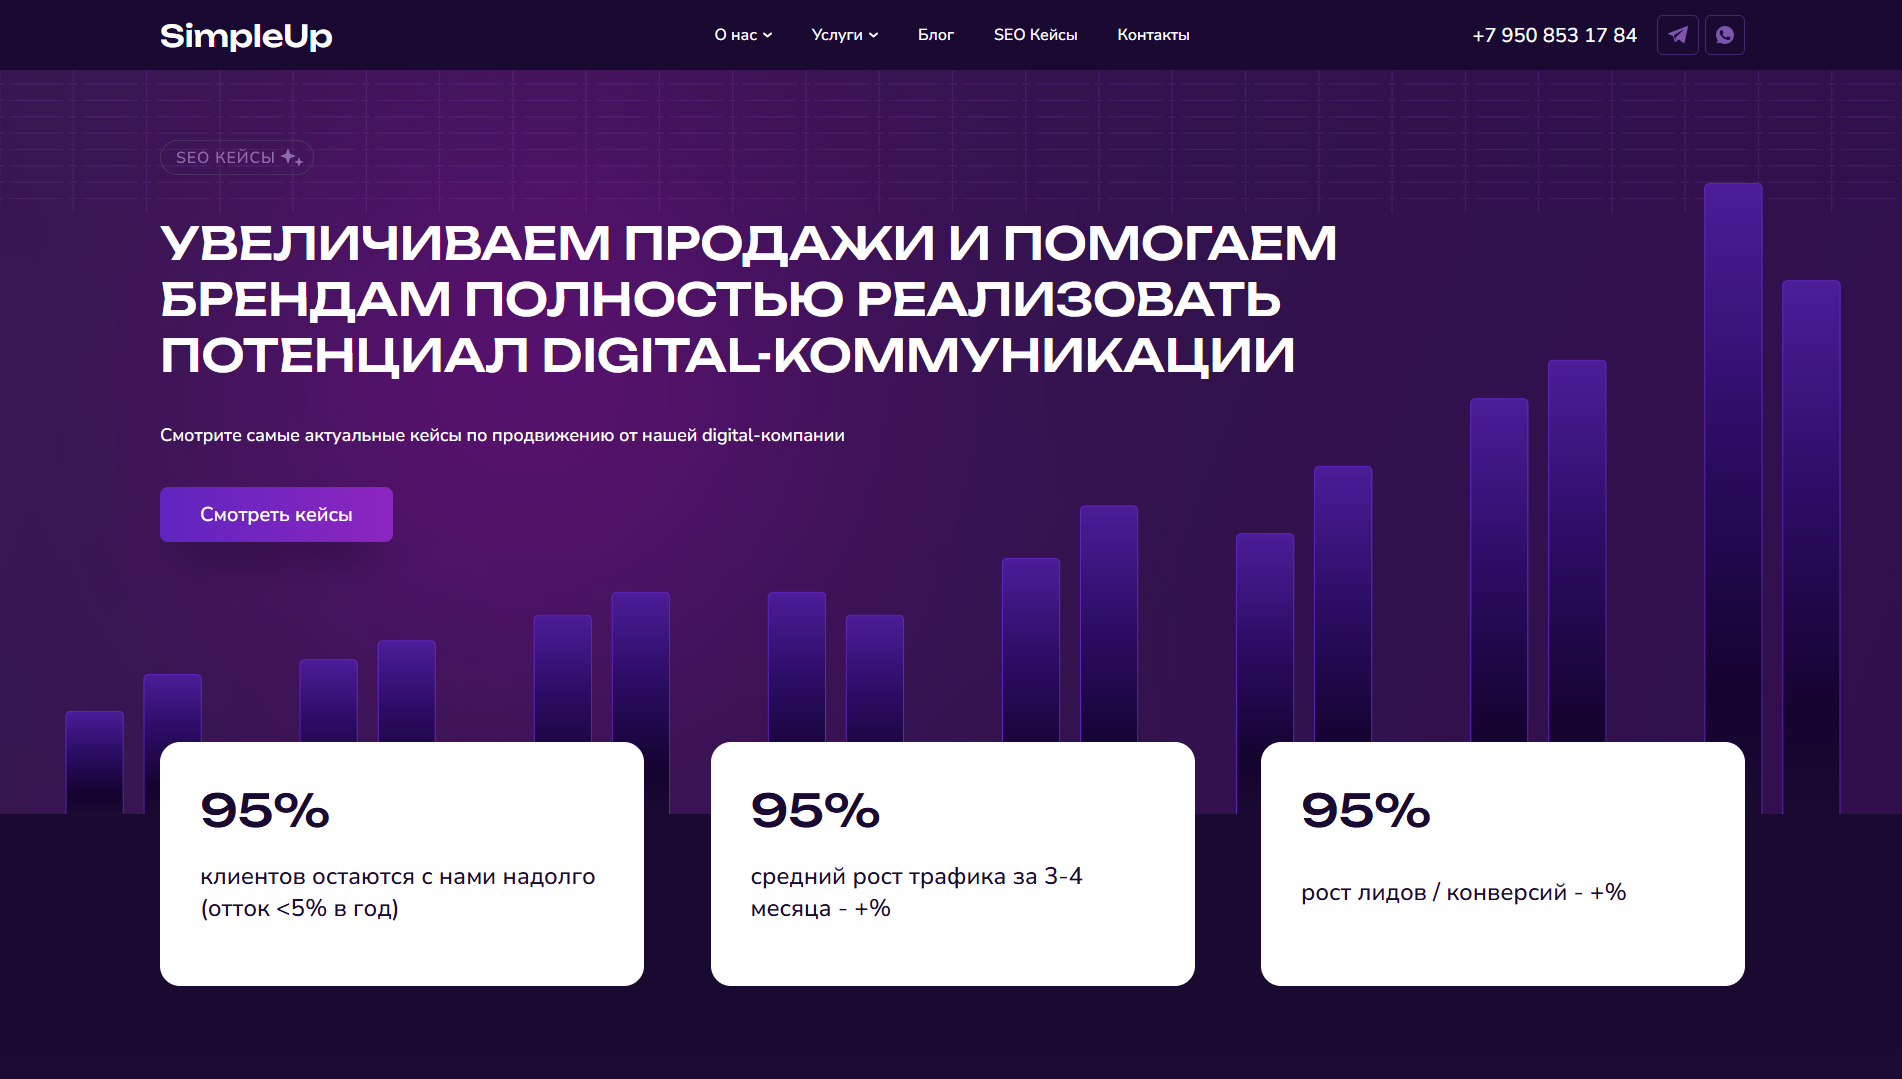 SimpleUp
О нас
Услуги
Блог
SEO Кейсы
Контакты
+7 950 853 17 84
SEO КЕЙСЫ
УВЕЛИЧИВАЕМ ПРОДАЖИ И ПОМОГАЕМ
БРЕНДАМ ПОЛНОСТЬЮ РЕАЛИЗОВАТЬ
ПОТЕНЦИАЛ DIGITAL-КОММУНИКАЦИИ
Смотрите самые актуальные кейсы по продвижению от нашей digital-компании
Смотреть кейсы
95%
клиентов остаются с нами надолго
(отток <5% в год)
95%
средний рост трафика за 3-4
месяца - +%
95%
рост лидов / конверсий - +%